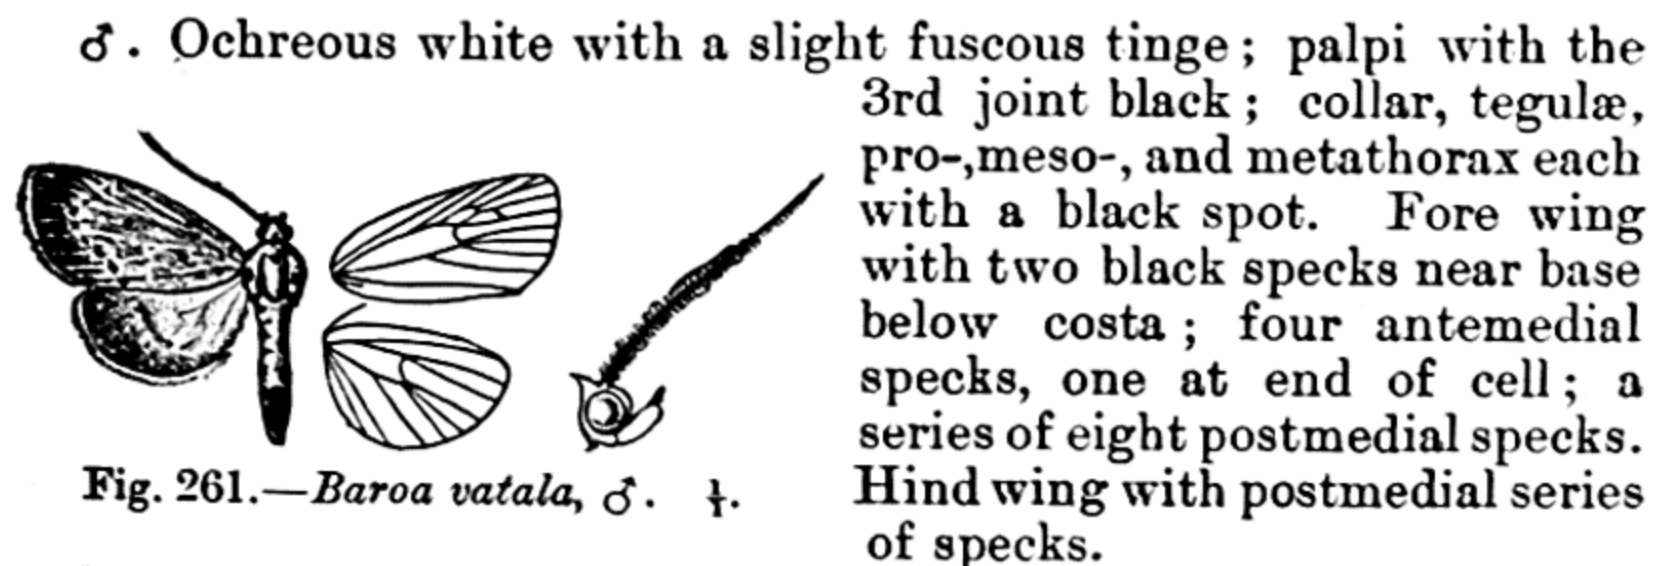 ♂. Ochreous white with a slight fuscous tinge; palpi with the
3rd joint black; collar, tegulæ,
pro-, meso-, and metathorax each
with a black spot. Fore wing
with two black specks near base
below costa; four antemedial
specks, one at end of cell; a
series of eight postmedial specks.
Hind wing with postmedial series
of specks.
Fig. 261.—Baroa vatala, ♂. ¼.